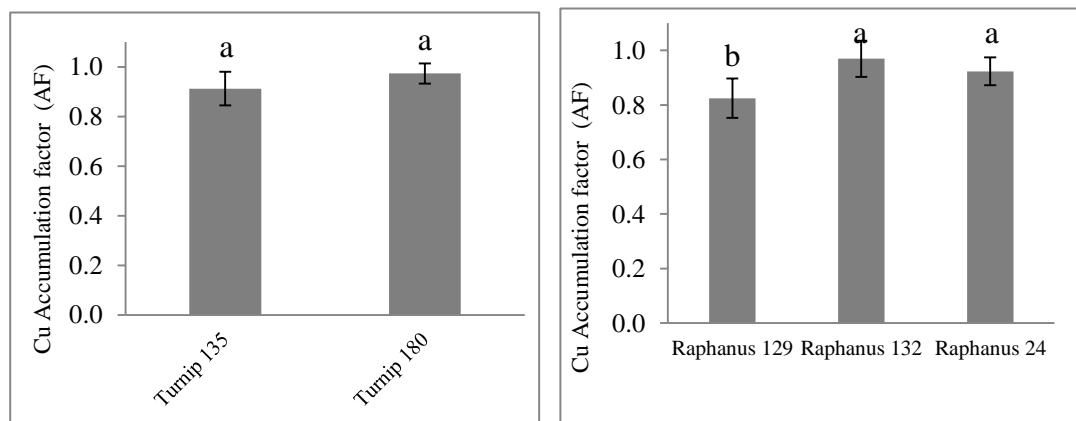 Cu Accumulation factor (AF)
1.0
0.8
0.6
0.4
0.2
0.0
a
a
Turnip 135
Turnip 180
Cu Accumulation factor (AF)
1.0
0.8
0.6
0.4
0.2
0.0
b
a
a
Raphanus 129
Raphanus 132
Raphanus 24